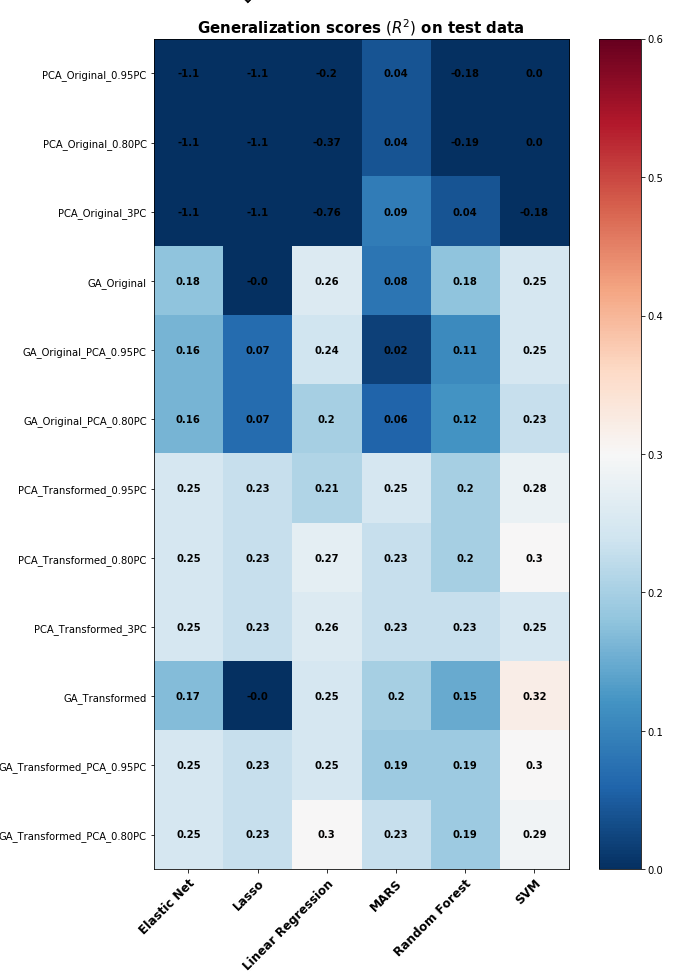 Generalization scores (R²) on test data
PCA_Original_0.95PC -1.1 -1.1 -0.2 0.04 -0.18 0.0
PCA_Original_0.80PC -1.1 -1.1 -0.37 0.04 -0.19 0.0
PCA_Original_3PC -1.1 -1.1 -0.76 0.09 0.04 -0.18
GA_Original 0.18 -0.0 0.26 0.08 0.18 0.25
GA_Original_PCA_0.95PC 0.16 0.07 0.24 0.02 0.11 0.25
GA_Original_PCA_0.80PC 0.16 0.07 0.2 0.06 0.12 0.23
PCA_Transformed_0.95PC 0.25 0.23 0.21 0.25 0.2 0.28
PCA_Transformed_0.80PC 0.25 0.23 0.27 0.23 0.2 0.3
PCA_Transformed_3PC 0.25 0.23 0.26 0.23 0.23 0.25
GA_Transformed 0.17 -0.0 0.25 0.2 0.15 0.32
GA_Transformed_PCA_0.95PC 0.25 0.23 0.25 0.19 0.19 0.3
GA_Transformed_PCA_0.80PC 0.25 0.23 0.3 0.23 0.19 0.29
Elastic Net Lasso Linear Regression MARS Random Forest SVM
0.6
0.5
0.4
0.3
0.2
0.1
0.0